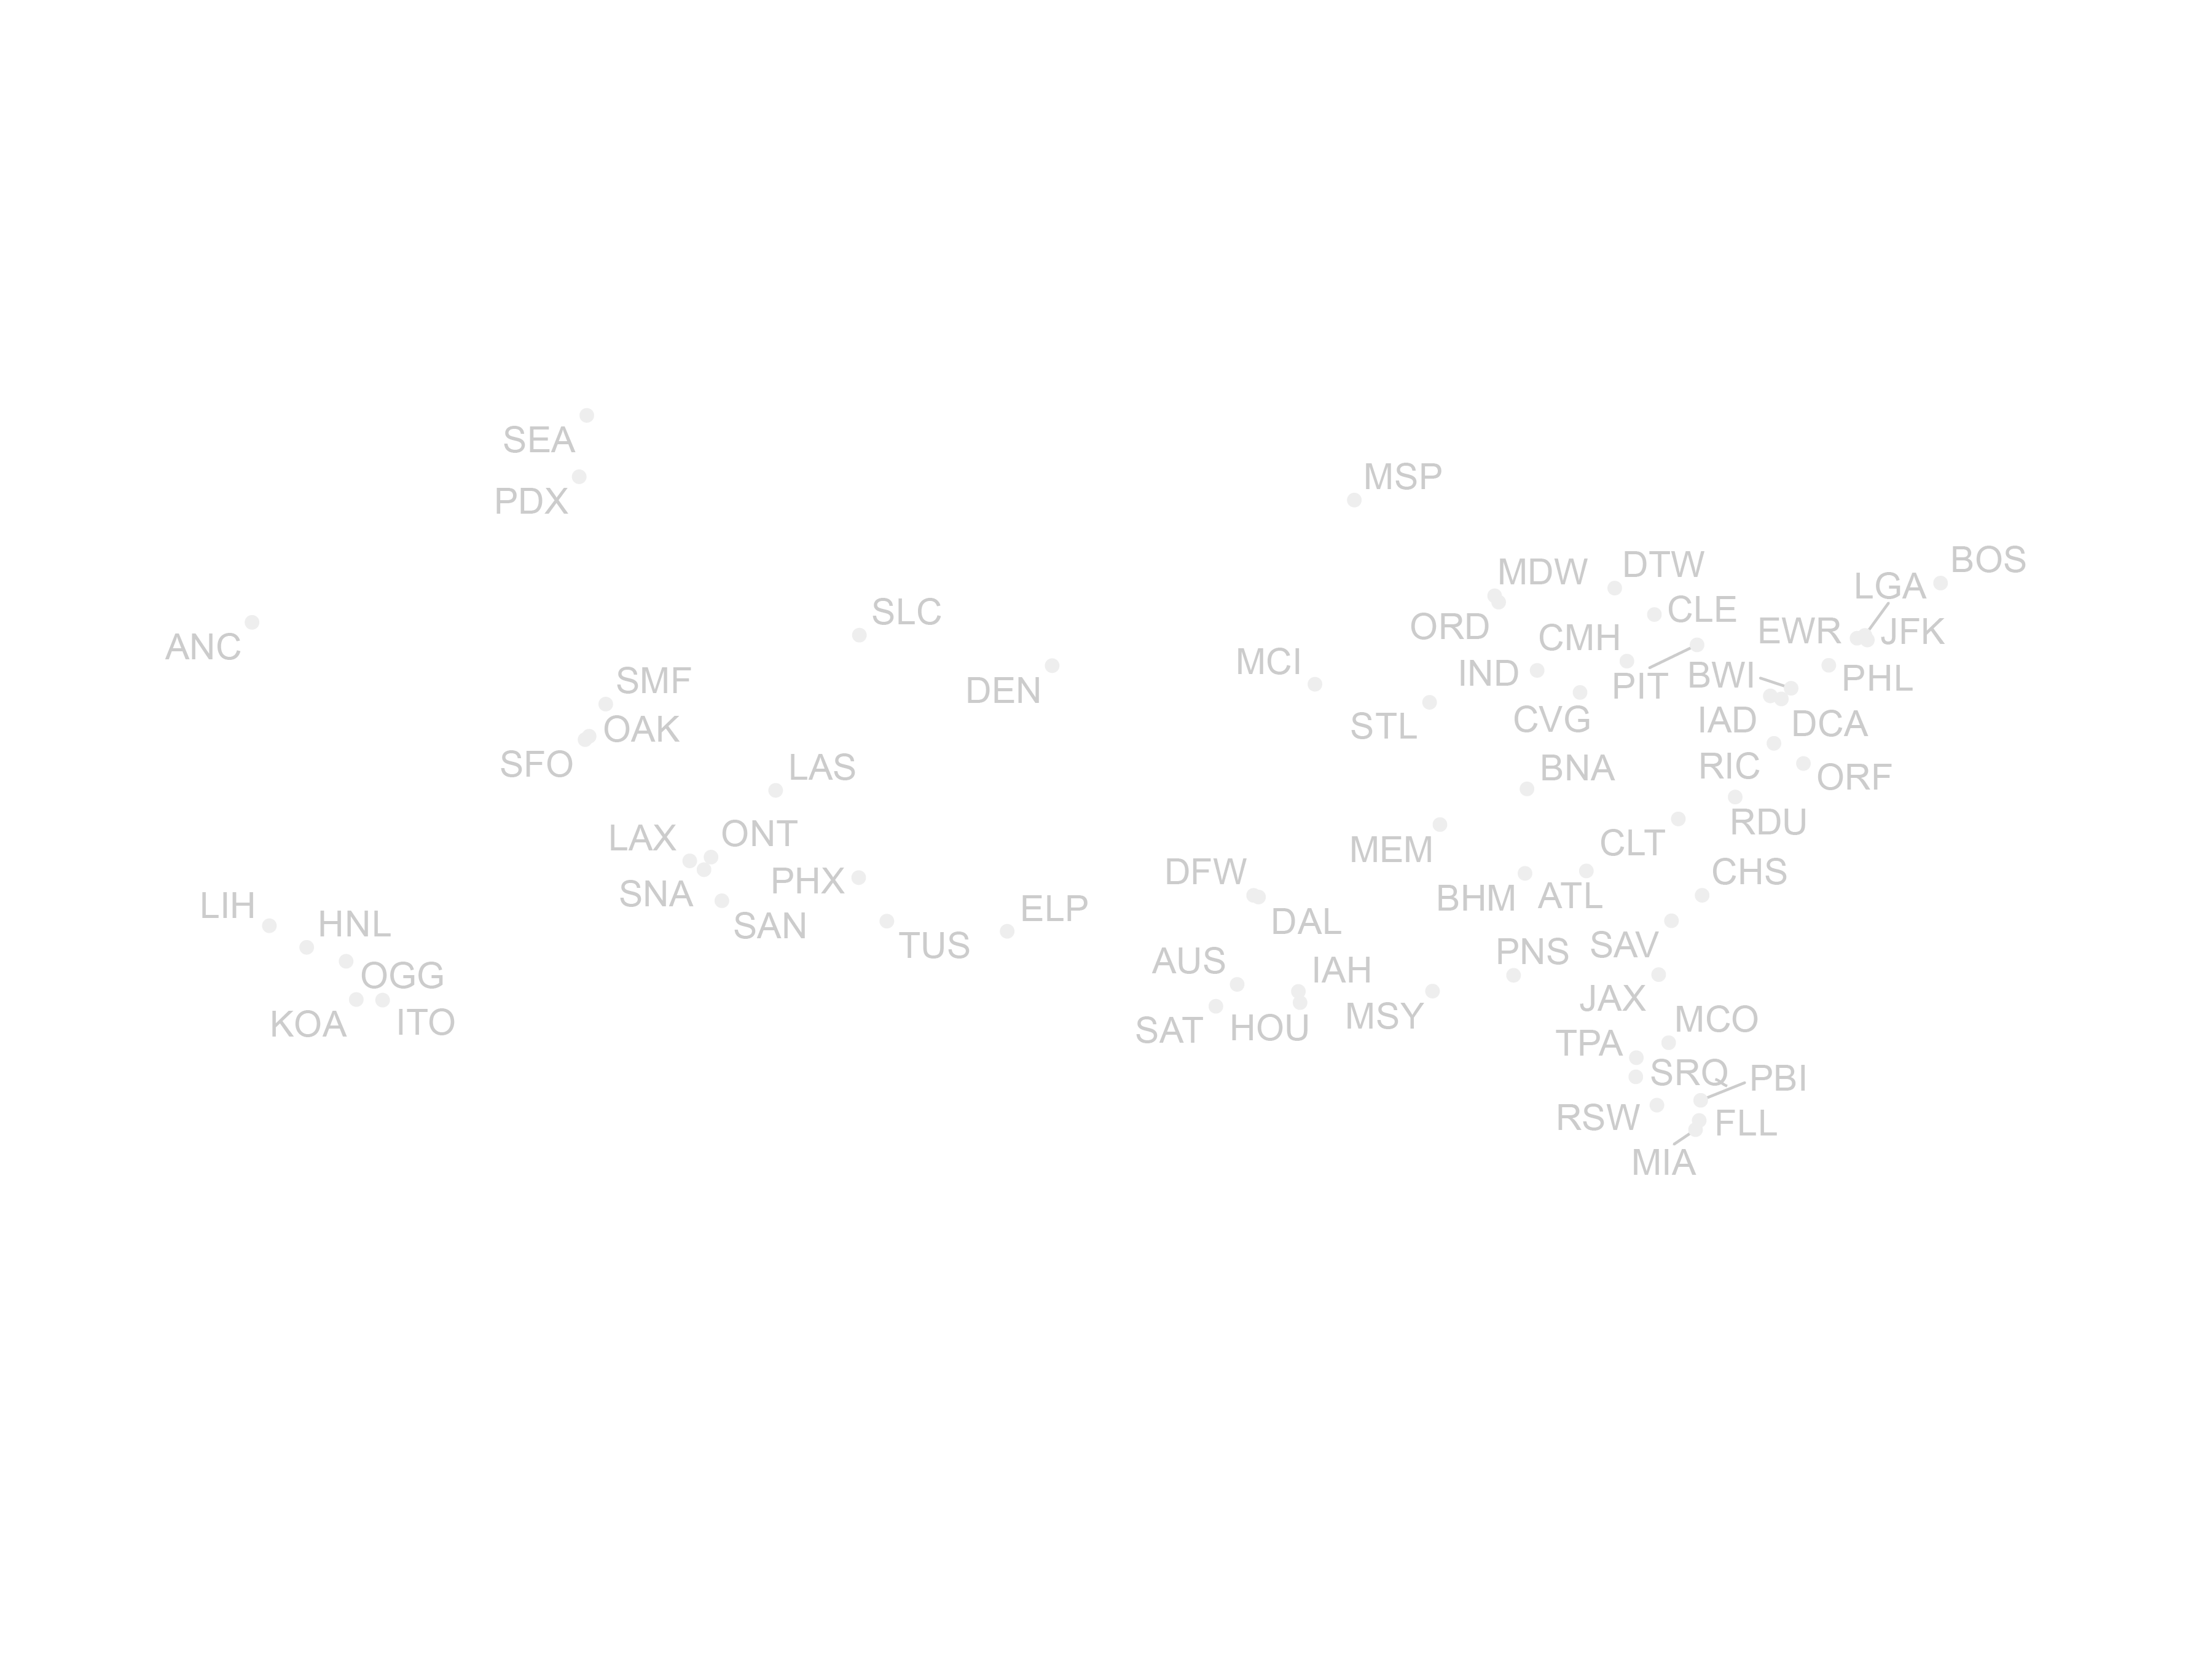 SEA
PDX
MSP
BOS
DTW
MDW
LGA
CLE
SLC
ORD
CMH
EWR
JFK
ANC
MCI
IND
PIT
BWI
PHL
SMF
DEN
OAK
STL
CVG
IAD
DCA
SFO
LAS
BNA
RIC
ORF
RDU
LAX
ONT
MEM
CLT
PHX
DFW
CHS
SNA
BHM
ATL
LIH
HNL
SAN
ELP
DAL
TUS
PNS
SAV
AUS
IAH
OGG
JAX
KOA
ITO
SAT
HOU
MSY
MCO
TPA
SRQ
PBI
RSW
FLL
MIA